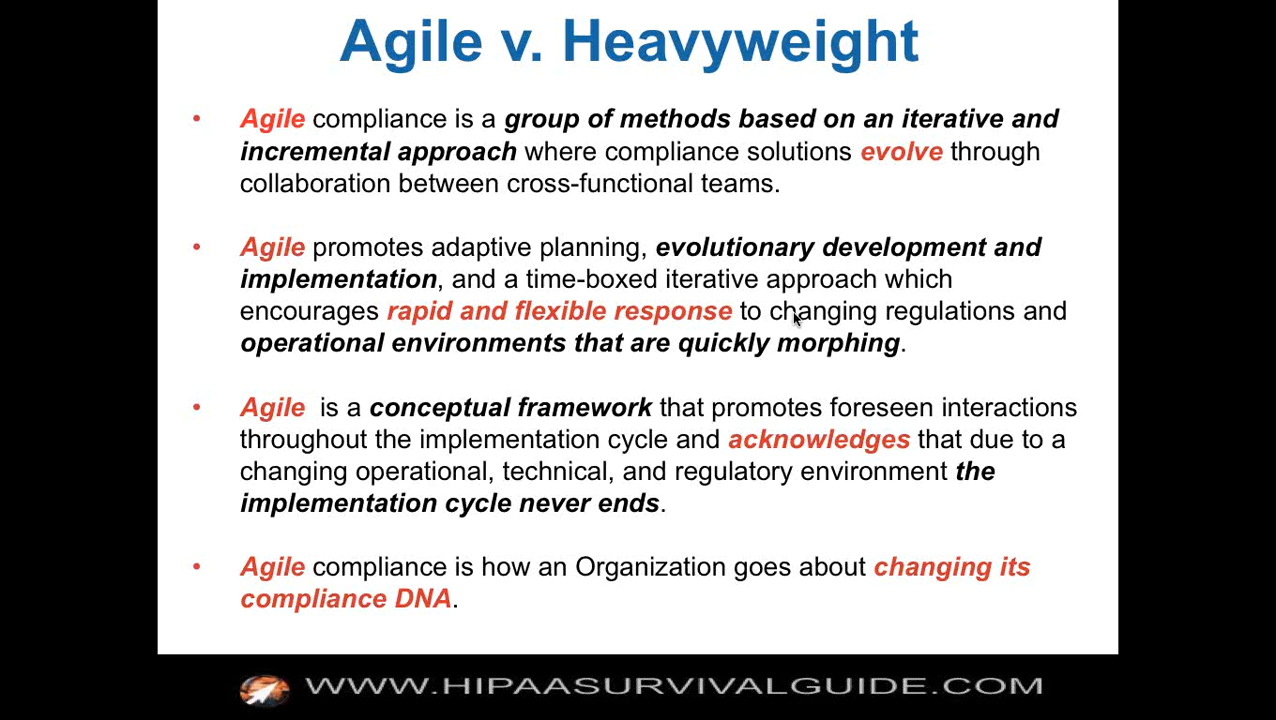 Agile v. Heavyweight
• Agile compliance is a group of methods based on an iterative and
incremental approach where compliance solutions evolve through
collaboration between cross-functional teams.
• Agile promotes adaptive planning, evolutionary development and
implementation, and a time-boxed iterative approach which
encourages rapid and flexible response to changing regulations and
operational environments that are quickly morphing.
• Agile is a conceptual framework that promotes foreseen interactions
throughout the implementation cycle and acknowledges that due to a
changing operational, technical, and regulatory environment the
implementation cycle never ends.
• Agile compliance is how an Organization goes about changing its
compliance DNA.
WWW.HIPAASURVIVALGUIDE.COM